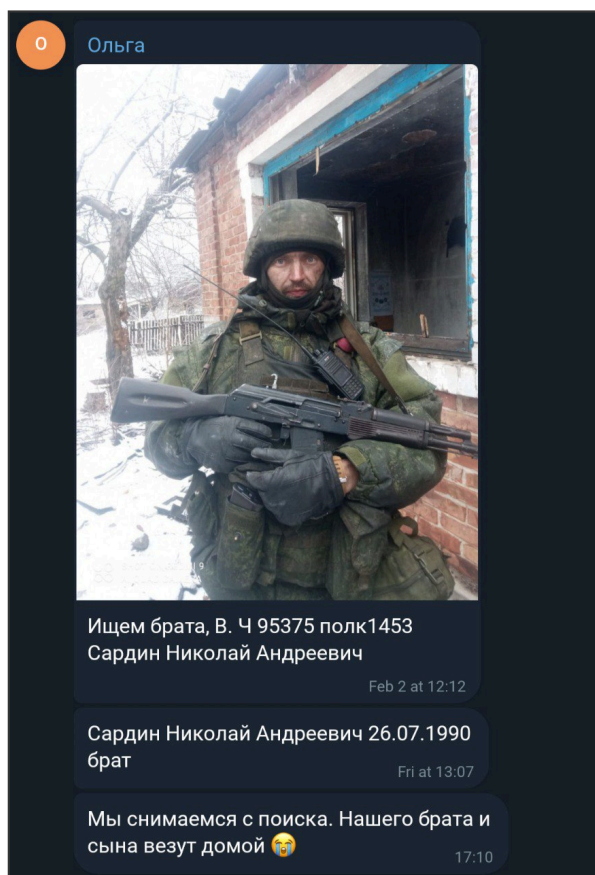 О
Ольга
Ищем брата, В. Ч 95375 полк1453
Сардин Николай Андреевич
Feb 2 at 12:12
Сардин Николай Андреевич 26.07.1990
брат
Fri at 13:07
Мы снимаемся с поиска. Нашего брата и
сына везут домой 😭
17:10